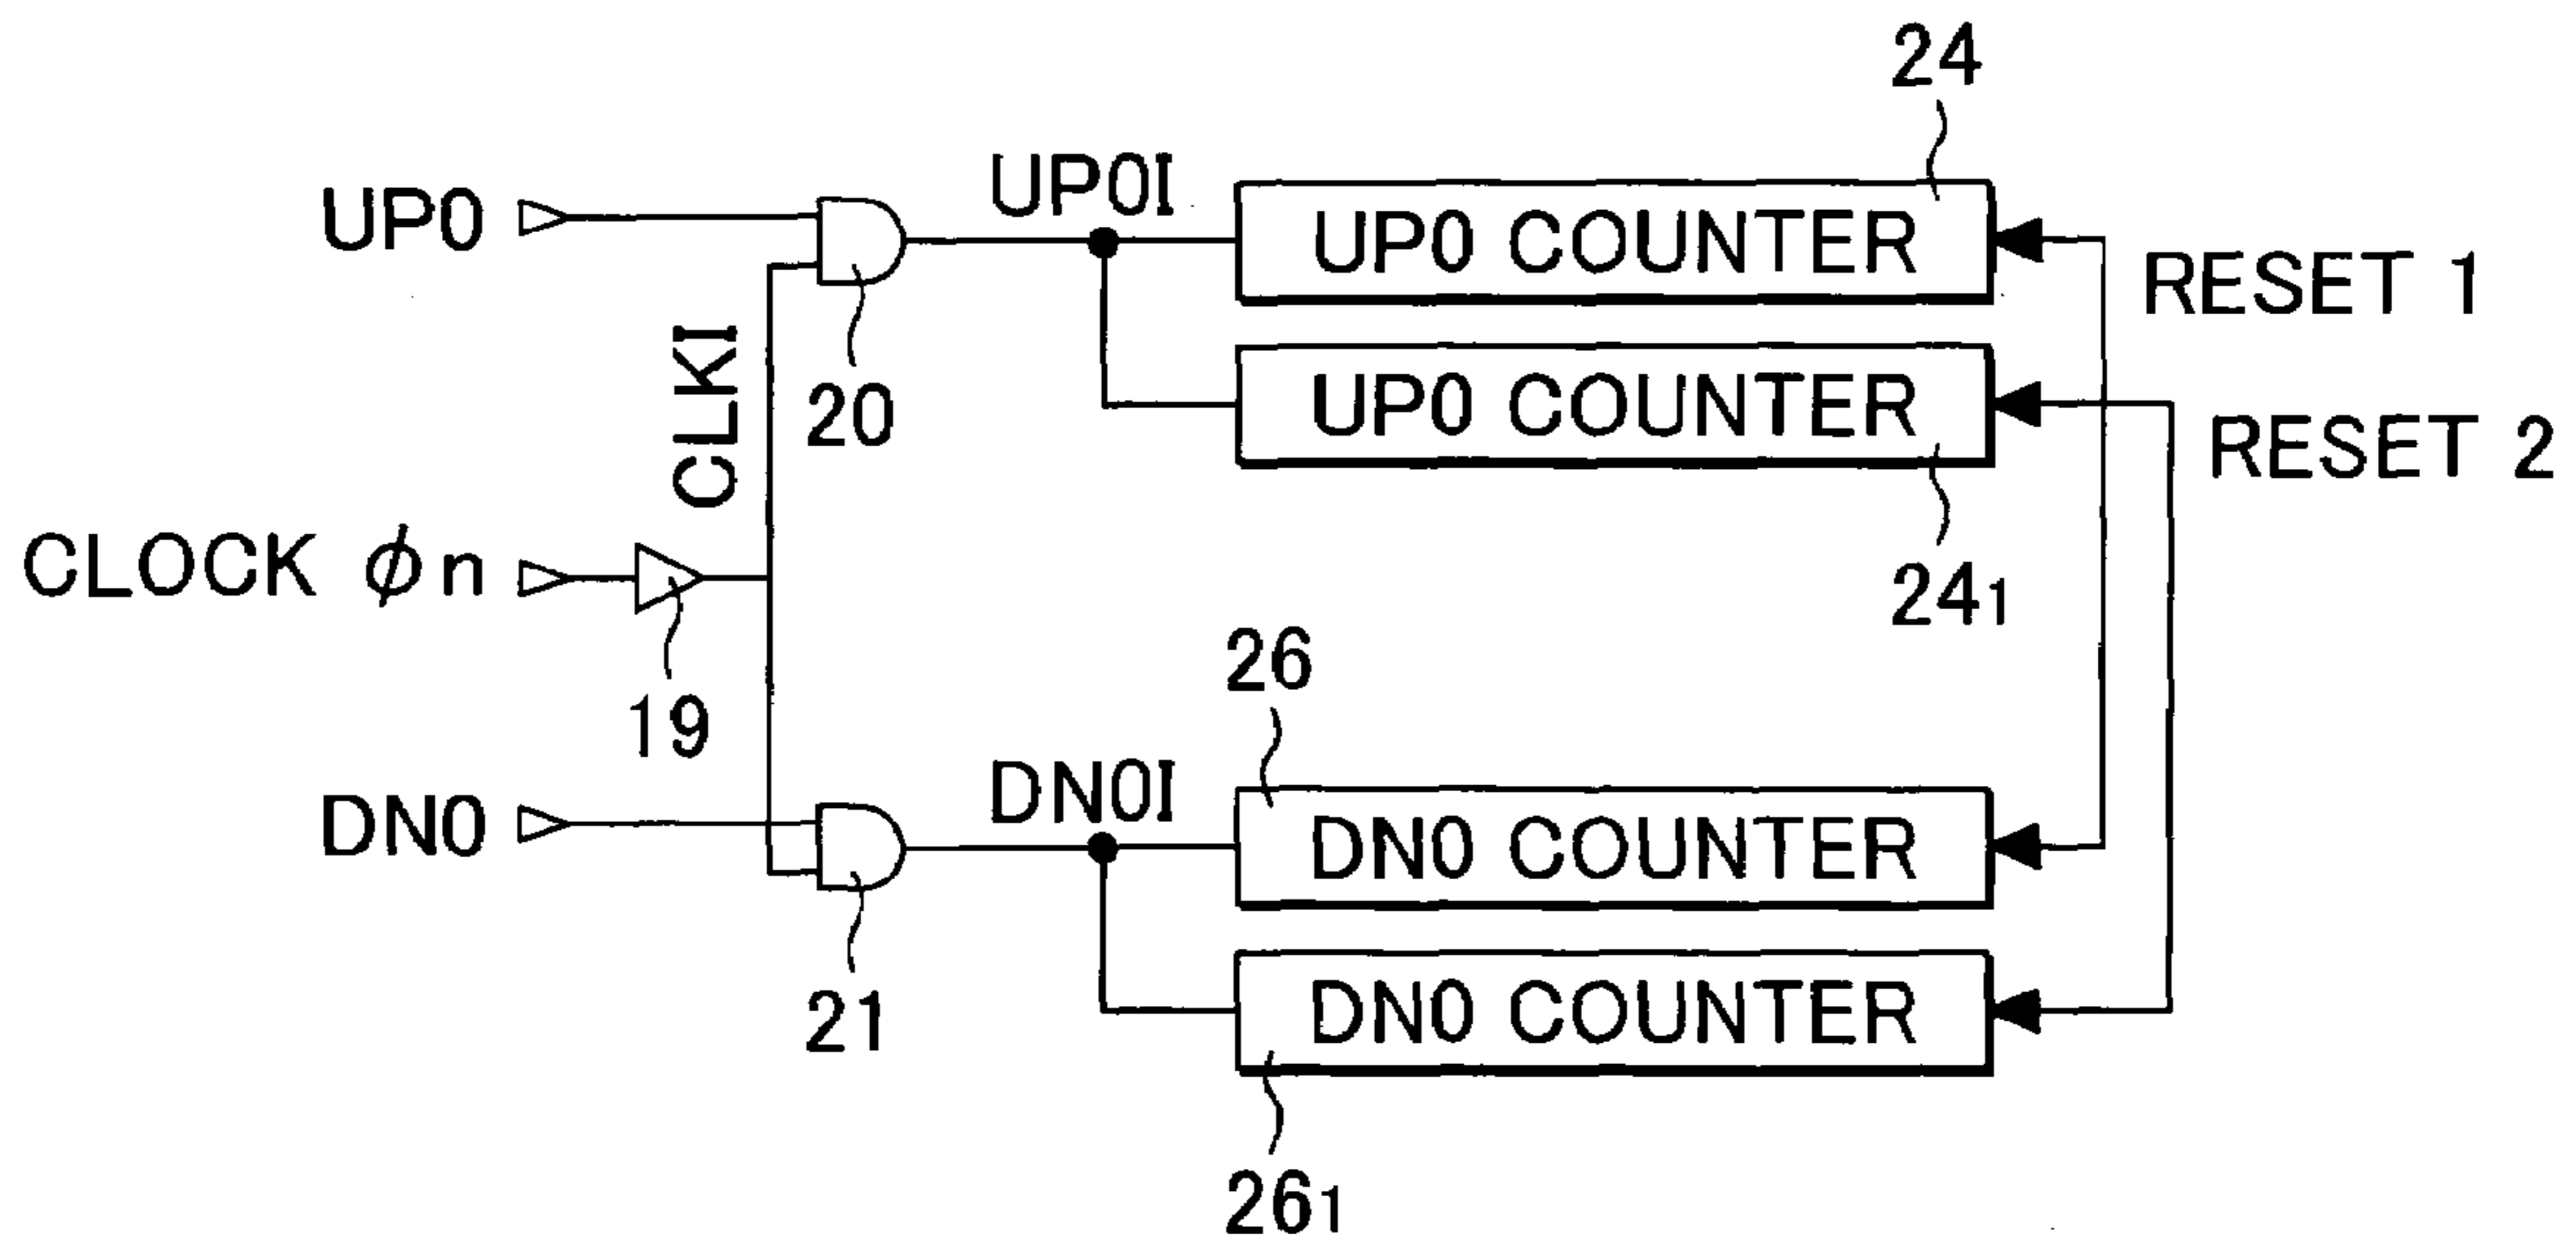 24
UP0
UP0I
UP0 COUNTER
RESET 1
CLKI
20
UP0 COUNTER
RESET 2
CLOCK ϕn
24₁
19
26
DN0
DN0I
DN0 COUNTER
21
DN0 COUNTER
26₁